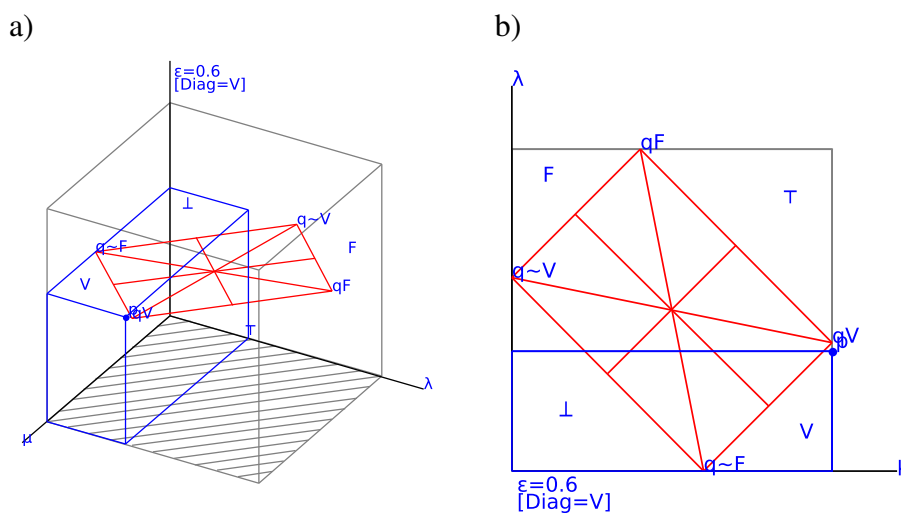 a)
ε=0.6
[Diag=V]
⊥
q~V
q~F
F
V
qF
p
qV
⊤
λ
μ
b)
λ
qF
F
⊤
q~V
qV
p
⊥
V
q~F
ε=0.6
[Diag=V]